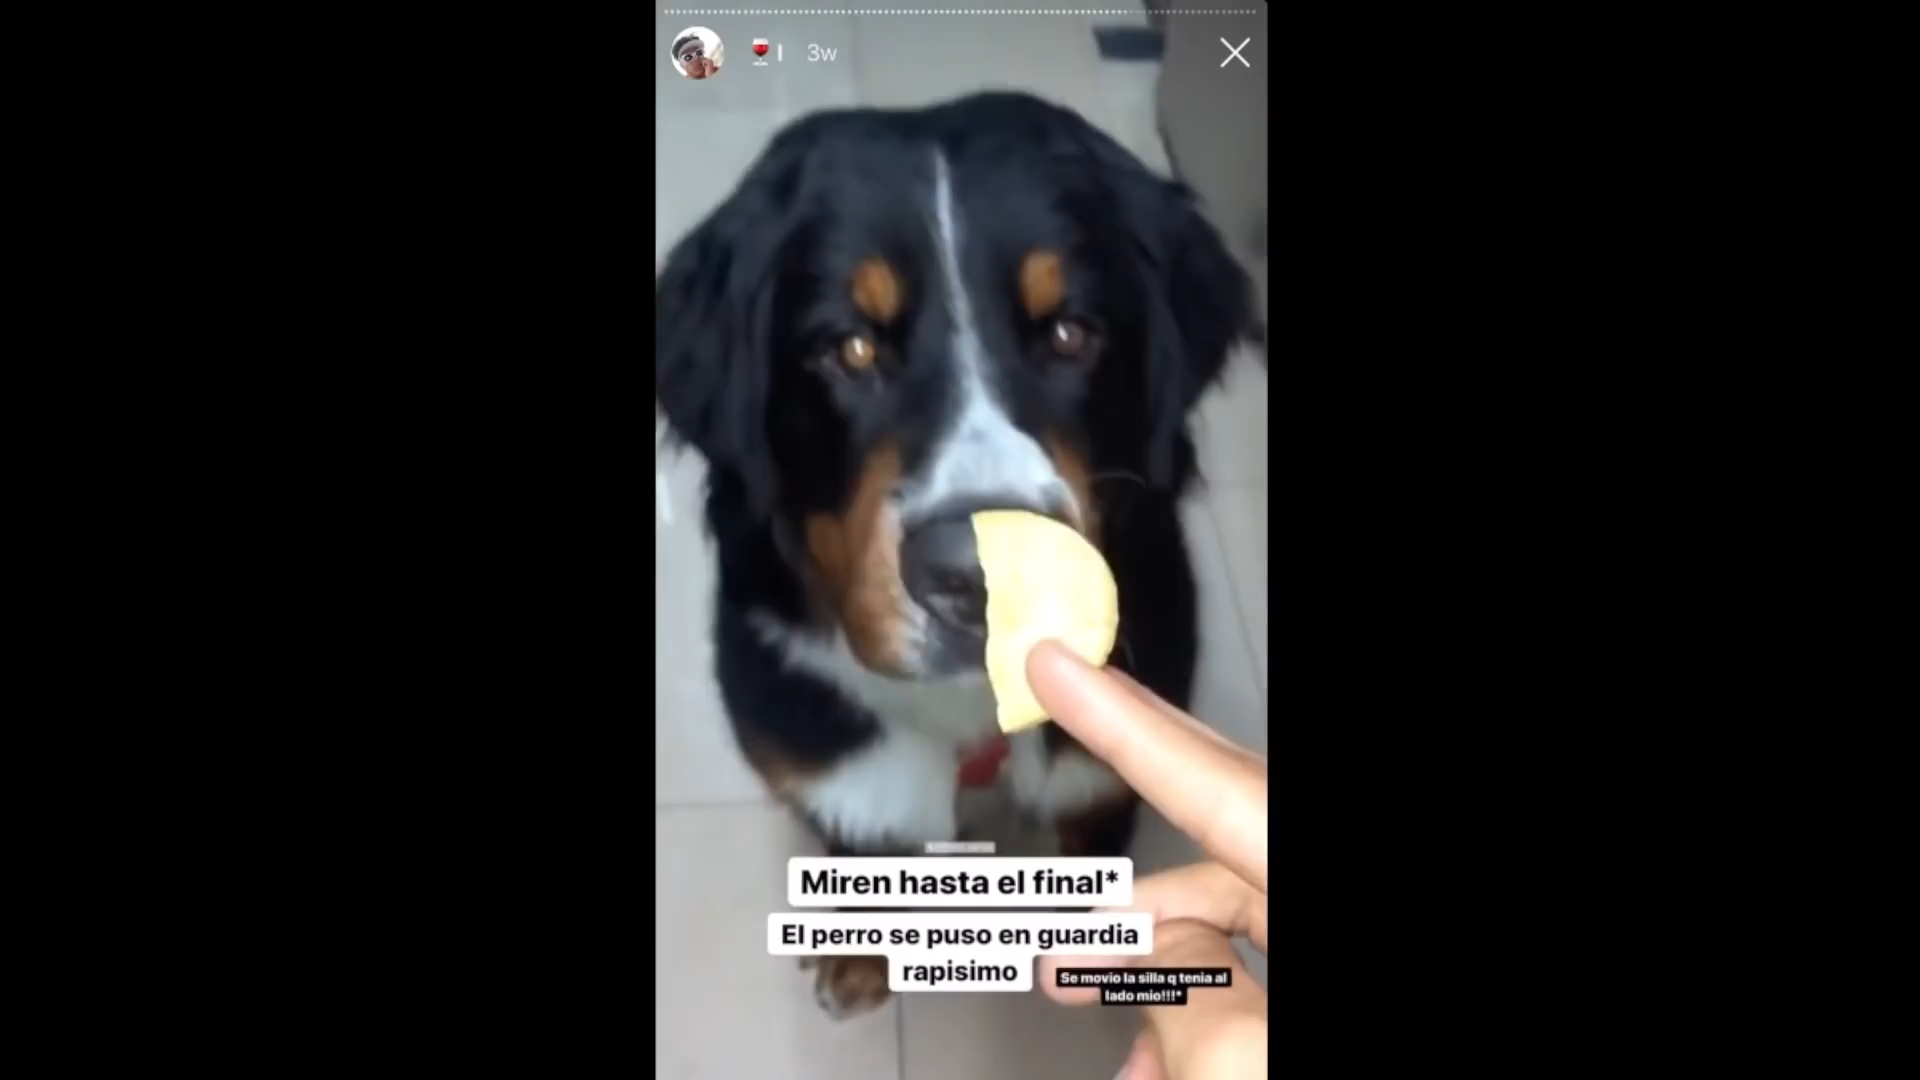 3w
Miren hasta el final*
El perro se puso en guardia
rapisimo
Se movio la silla q tenia al
lado mio!!!*